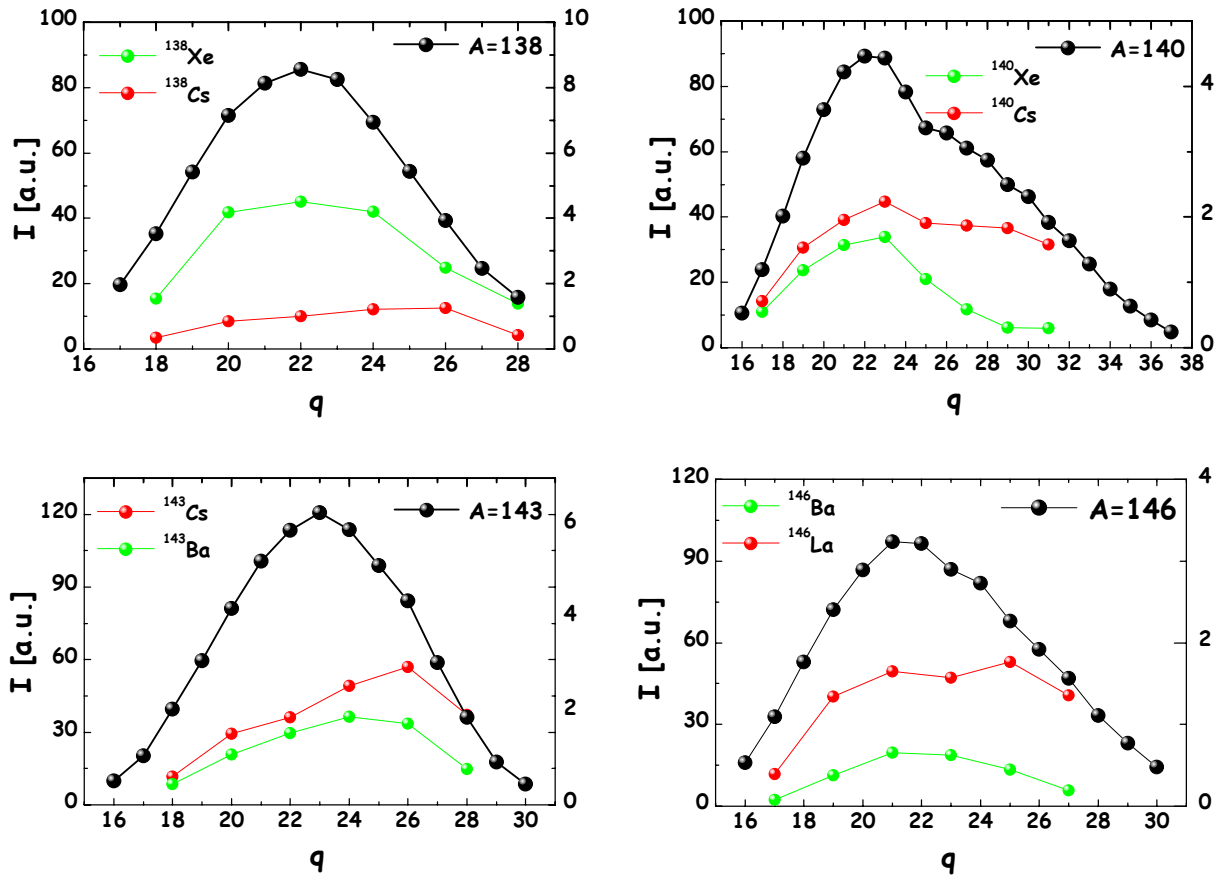 100 10
138Xe A=138
138Cs
80 8
60 6
40 4
20 2
0 0
16 18 20 22 24 26 28
I [a.u.]
q
100
A=140
140Xe
140Cs
80 4
60
40 2
20
0 0
16 18 20 22 24 26 28 30 32 34 36 38
I [a.u.]
q
143Cs A=143
143Ba
120 6
90
4
60
2
30
0 0
16 18 20 22 24 26 28 30
I [a.u.]
q
120 4
146Ba A=146
146La
90
60 2
30
0 0
16 18 20 22 24 26 28 30
I [a.u.]
q